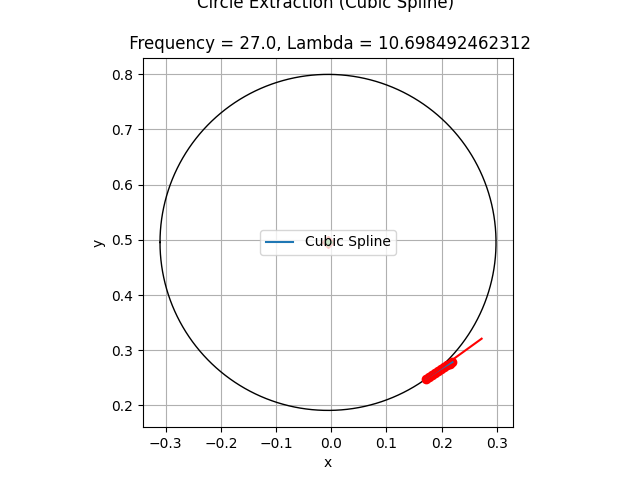 Circle Extraction (Cubic Spline)
Frequency = 27.0, Lambda = 10.698492462312
0.8
0.7
0.6
0.5
0.4
0.3
0.2
y
Cubic Spline
−0.3 −0.2 −0.1 0.0 0.1 0.2 0.3
x